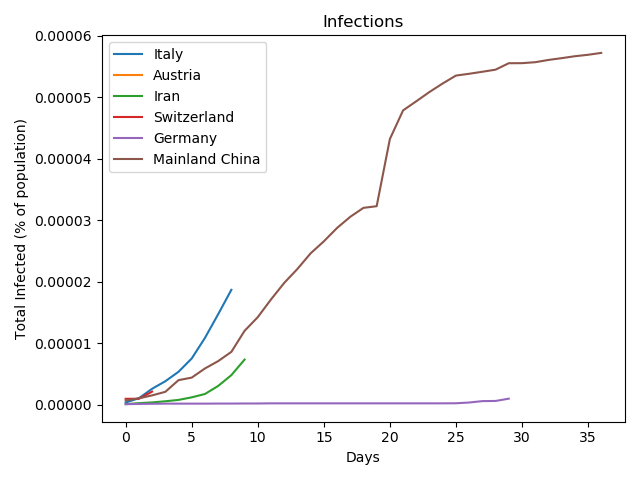 Infections
0.00006
0.00005
0.00004
0.00003
0.00002
0.00001
0.00000
Total Infected (% of population)
Italy
Austria
Iran
Switzerland
Germany
Mainland China
0 5 10 15 20 25 30 35
Days